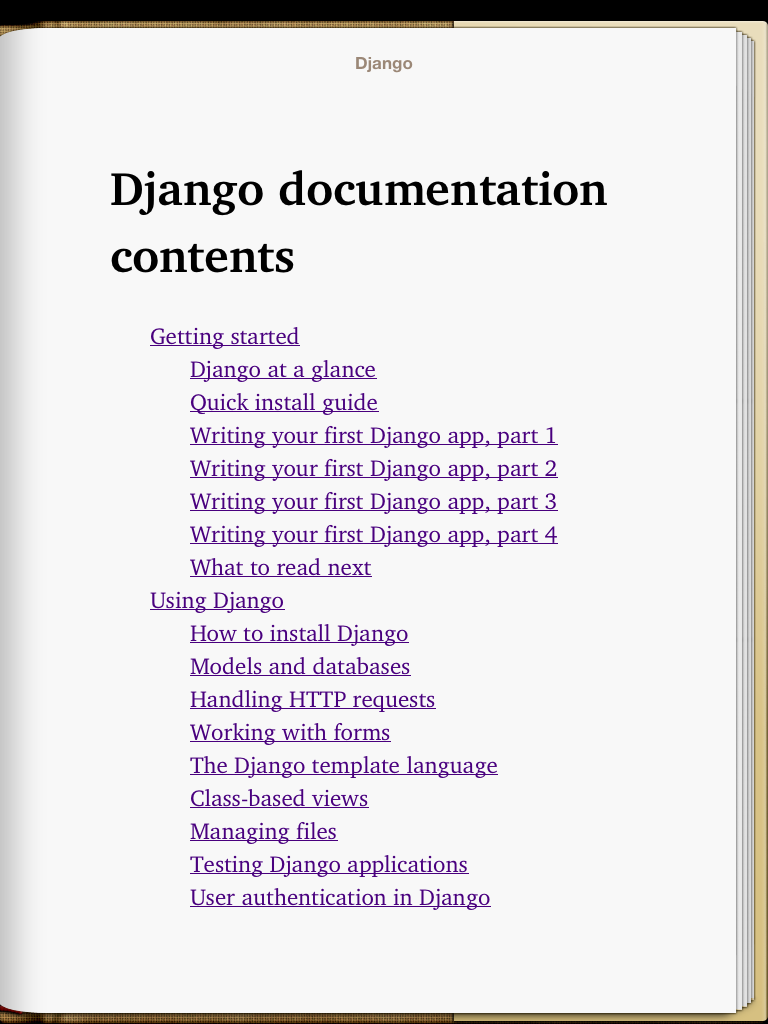 Django
Django documentation
contents
Getting started
Django at a glance
Quick install guide
Writing your first Django app, part 1
Writing your first Django app, part 2
Writing your first Django app, part 3
Writing your first Django app, part 4
What to read next
Using Django
How to install Django
Models and databases
Handling HTTP requests
Working with forms
The Django template language
Class-based views
Managing files
Testing Django applications
User authentication in Django